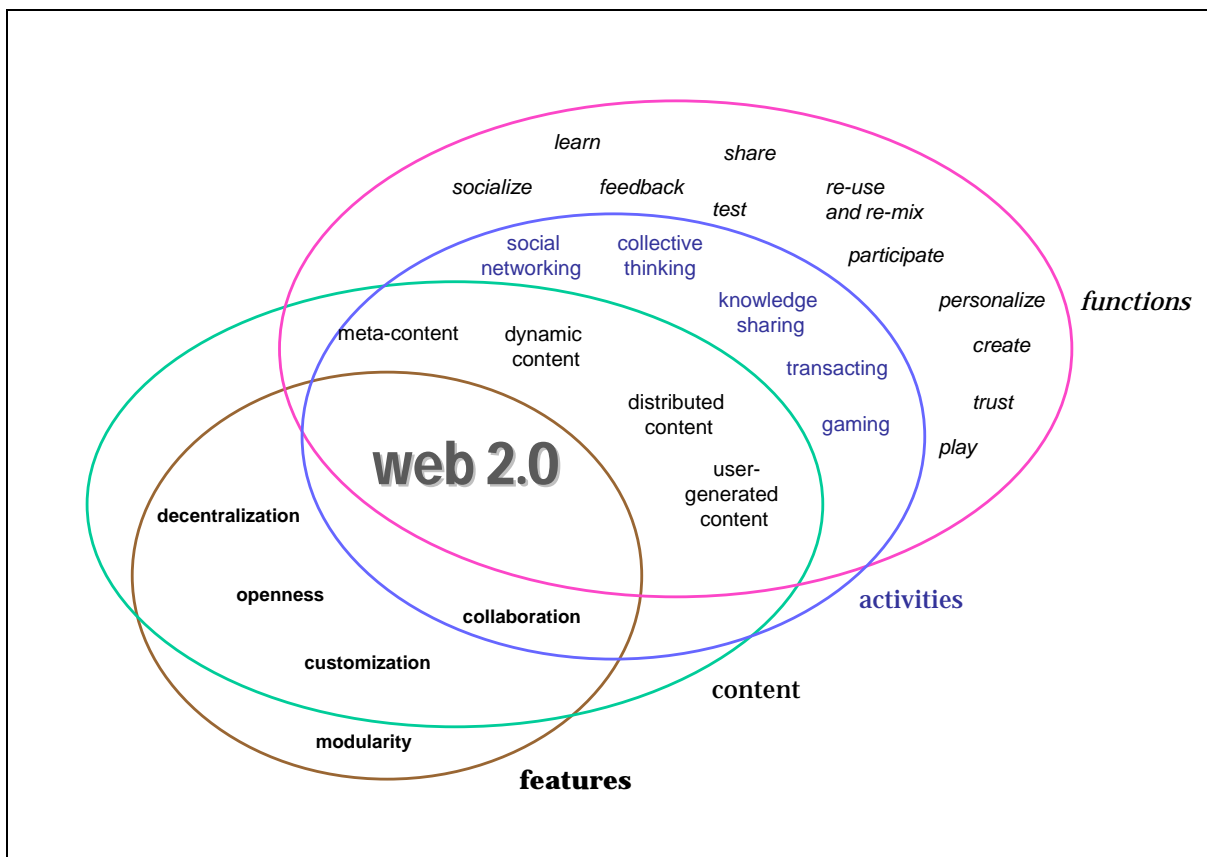 learn
share
socialize
feedback
re-use
and re-mix
test
social
networking
collective
thinking
participate
knowledge
sharing
personalize
functions
meta-content
dynamic
content
create
transacting
distributed
content
trust
gaming
play
web 2.0
user-
generated
content
decentralization
openness
collaboration
activities
customization
content
modularity
features